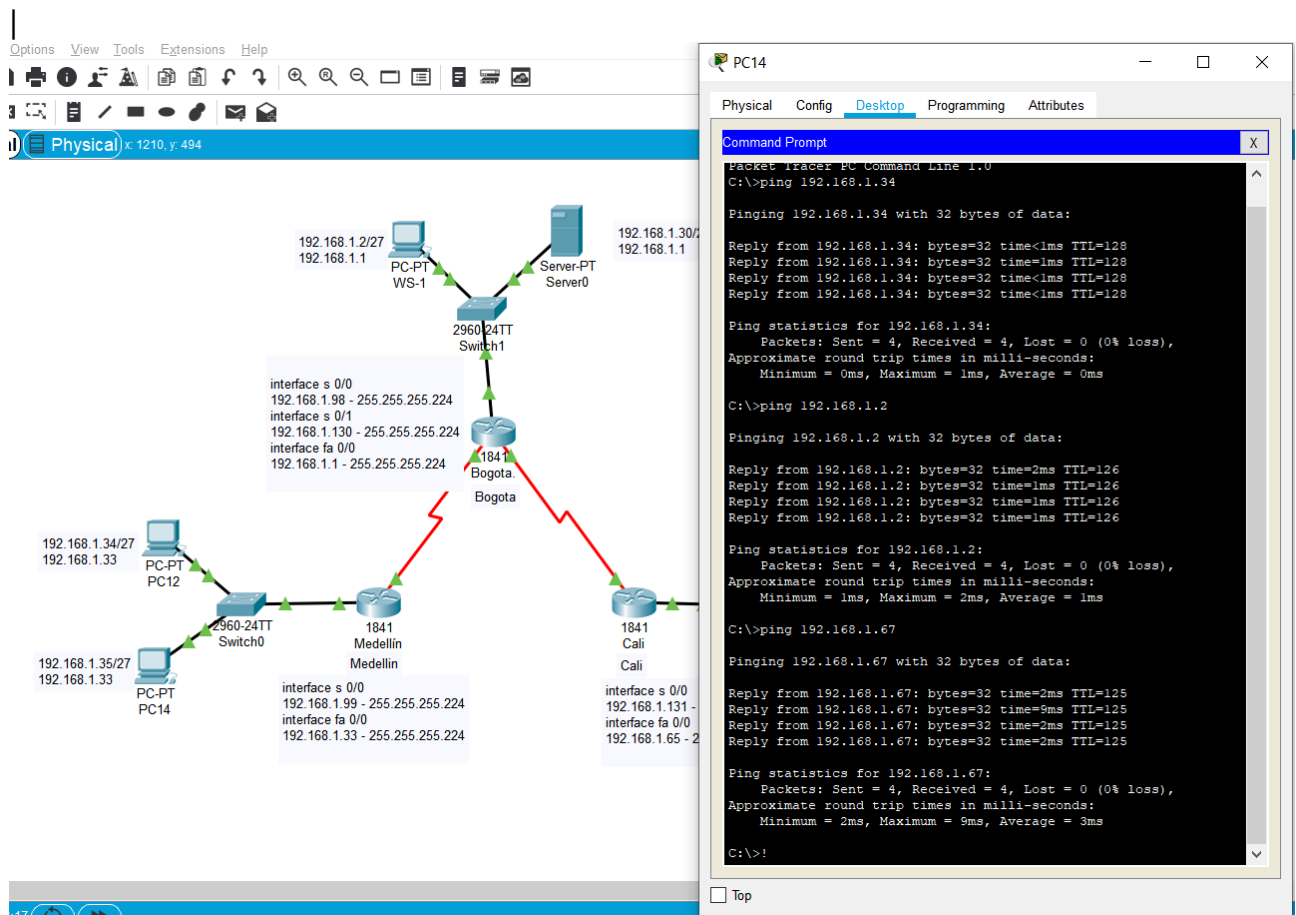 Options View Tools Extensions Help
Physical x: 1210, y: 494
192.168.1.2/27
192.168.1.1
PC-PT
WS-1
Server-PT
Server0
192.168.1.30/2
192.168.1.1
2960-24TT
Switch1
interface s 0/0
192.168.1.98 - 255.255.255.224
interface s 0/1
192.168.1.130 - 255.255.255.224
interface fa 0/0
192.168.1.1 - 255.255.255.224
1841
Bogota.
Bogota
192.168.1.34/27
192.168.1.33
PC-PT
PC12
2960-24TT
Switch0
192.168.1.35/27
192.168.1.33
PC-PT
PC14
1841
Medellín
Medellin
interface s 0/0
192.168.1.99 - 255.255.255.224
interface fa 0/0
192.168.1.33 - 255.255.255.224
1841
Cali
Cali
interface s 0/0
192.168.1.131 -
interface fa 0/0
192.168.1.65 - 2
PC14
Physical Config Desktop Programming Attributes
Command Prompt X
Packet Tracer PC Command Line 1.0
C:\>ping 192.168.1.34
Pinging 192.168.1.34 with 32 bytes of data:
Reply from 192.168.1.34: bytes=32 time<1ms TTL=128
Reply from 192.168.1.34: bytes=32 time=1ms TTL=128
Reply from 192.168.1.34: bytes=32 time<1ms TTL=128
Reply from 192.168.1.34: bytes=32 time<1ms TTL=128
Ping statistics for 192.168.1.34:
Packets: Sent = 4, Received = 4, Lost = 0 (0% loss),
Approximate round trip times in milli-seconds:
Minimum = 0ms, Maximum = 1ms, Average = 0ms
C:\>ping 192.168.1.2
Pinging 192.168.1.2 with 32 bytes of data:
Reply from 192.168.1.2: bytes=32 time=2ms TTL=126
Reply from 192.168.1.2: bytes=32 time=1ms TTL=126
Reply from 192.168.1.2: bytes=32 time=1ms TTL=126
Reply from 192.168.1.2: bytes=32 time=1ms TTL=126
Ping statistics for 192.168.1.2:
Packets: Sent = 4, Received = 4, Lost = 0 (0% loss),
Approximate round trip times in milli-seconds:
Minimum = 1ms, Maximum = 2ms, Average = 1ms
C:\>ping 192.168.1.67
Pinging 192.168.1.67 with 32 bytes of data:
Reply from 192.168.1.67: bytes=32 time=2ms TTL=125
Reply from 192.168.1.67: bytes=32 time=9ms TTL=125
Reply from 192.168.1.67: bytes=32 time=2ms TTL=125
Reply from 192.168.1.67: bytes=32 time=2ms TTL=125
Ping statistics for 192.168.1.67:
Packets: Sent = 4, Received = 4, Lost = 0 (0% loss),
Approximate round trip times in milli-seconds:
Minimum = 2ms, Maximum = 9ms, Average = 3ms
C:\>!
Top